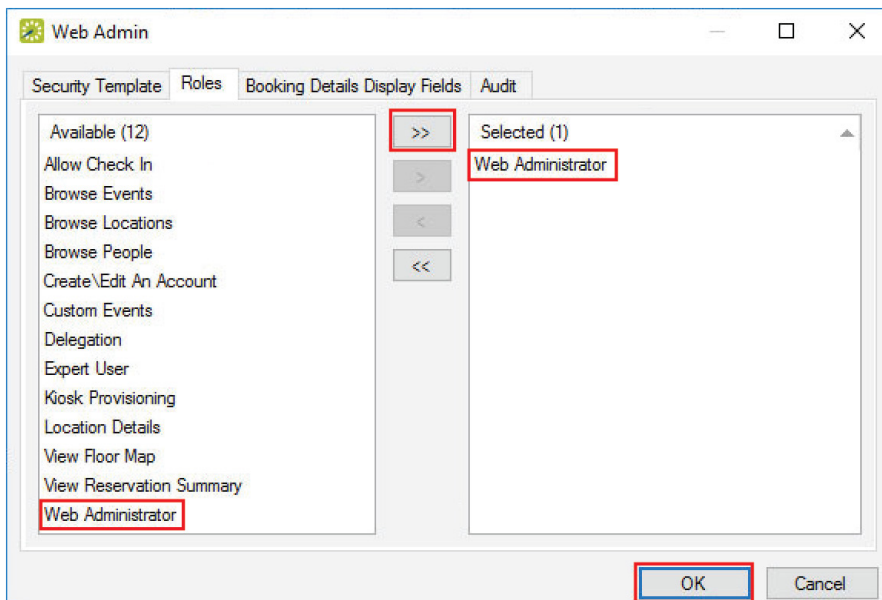 Web Admin
Security Template Roles Booking Details Display Fields Audit
Available (12)
Allow Check In
Browse Events
Browse Locations
Browse People
Create\Edit An Account
Custom Events
Delegation
Expert User
Kiosk Provisioning
Location Details
View Floor Map
View Reservation Summary
Web Administrator
>>
>
<
<<
Selected (1)
Web Administrator
OK Cancel